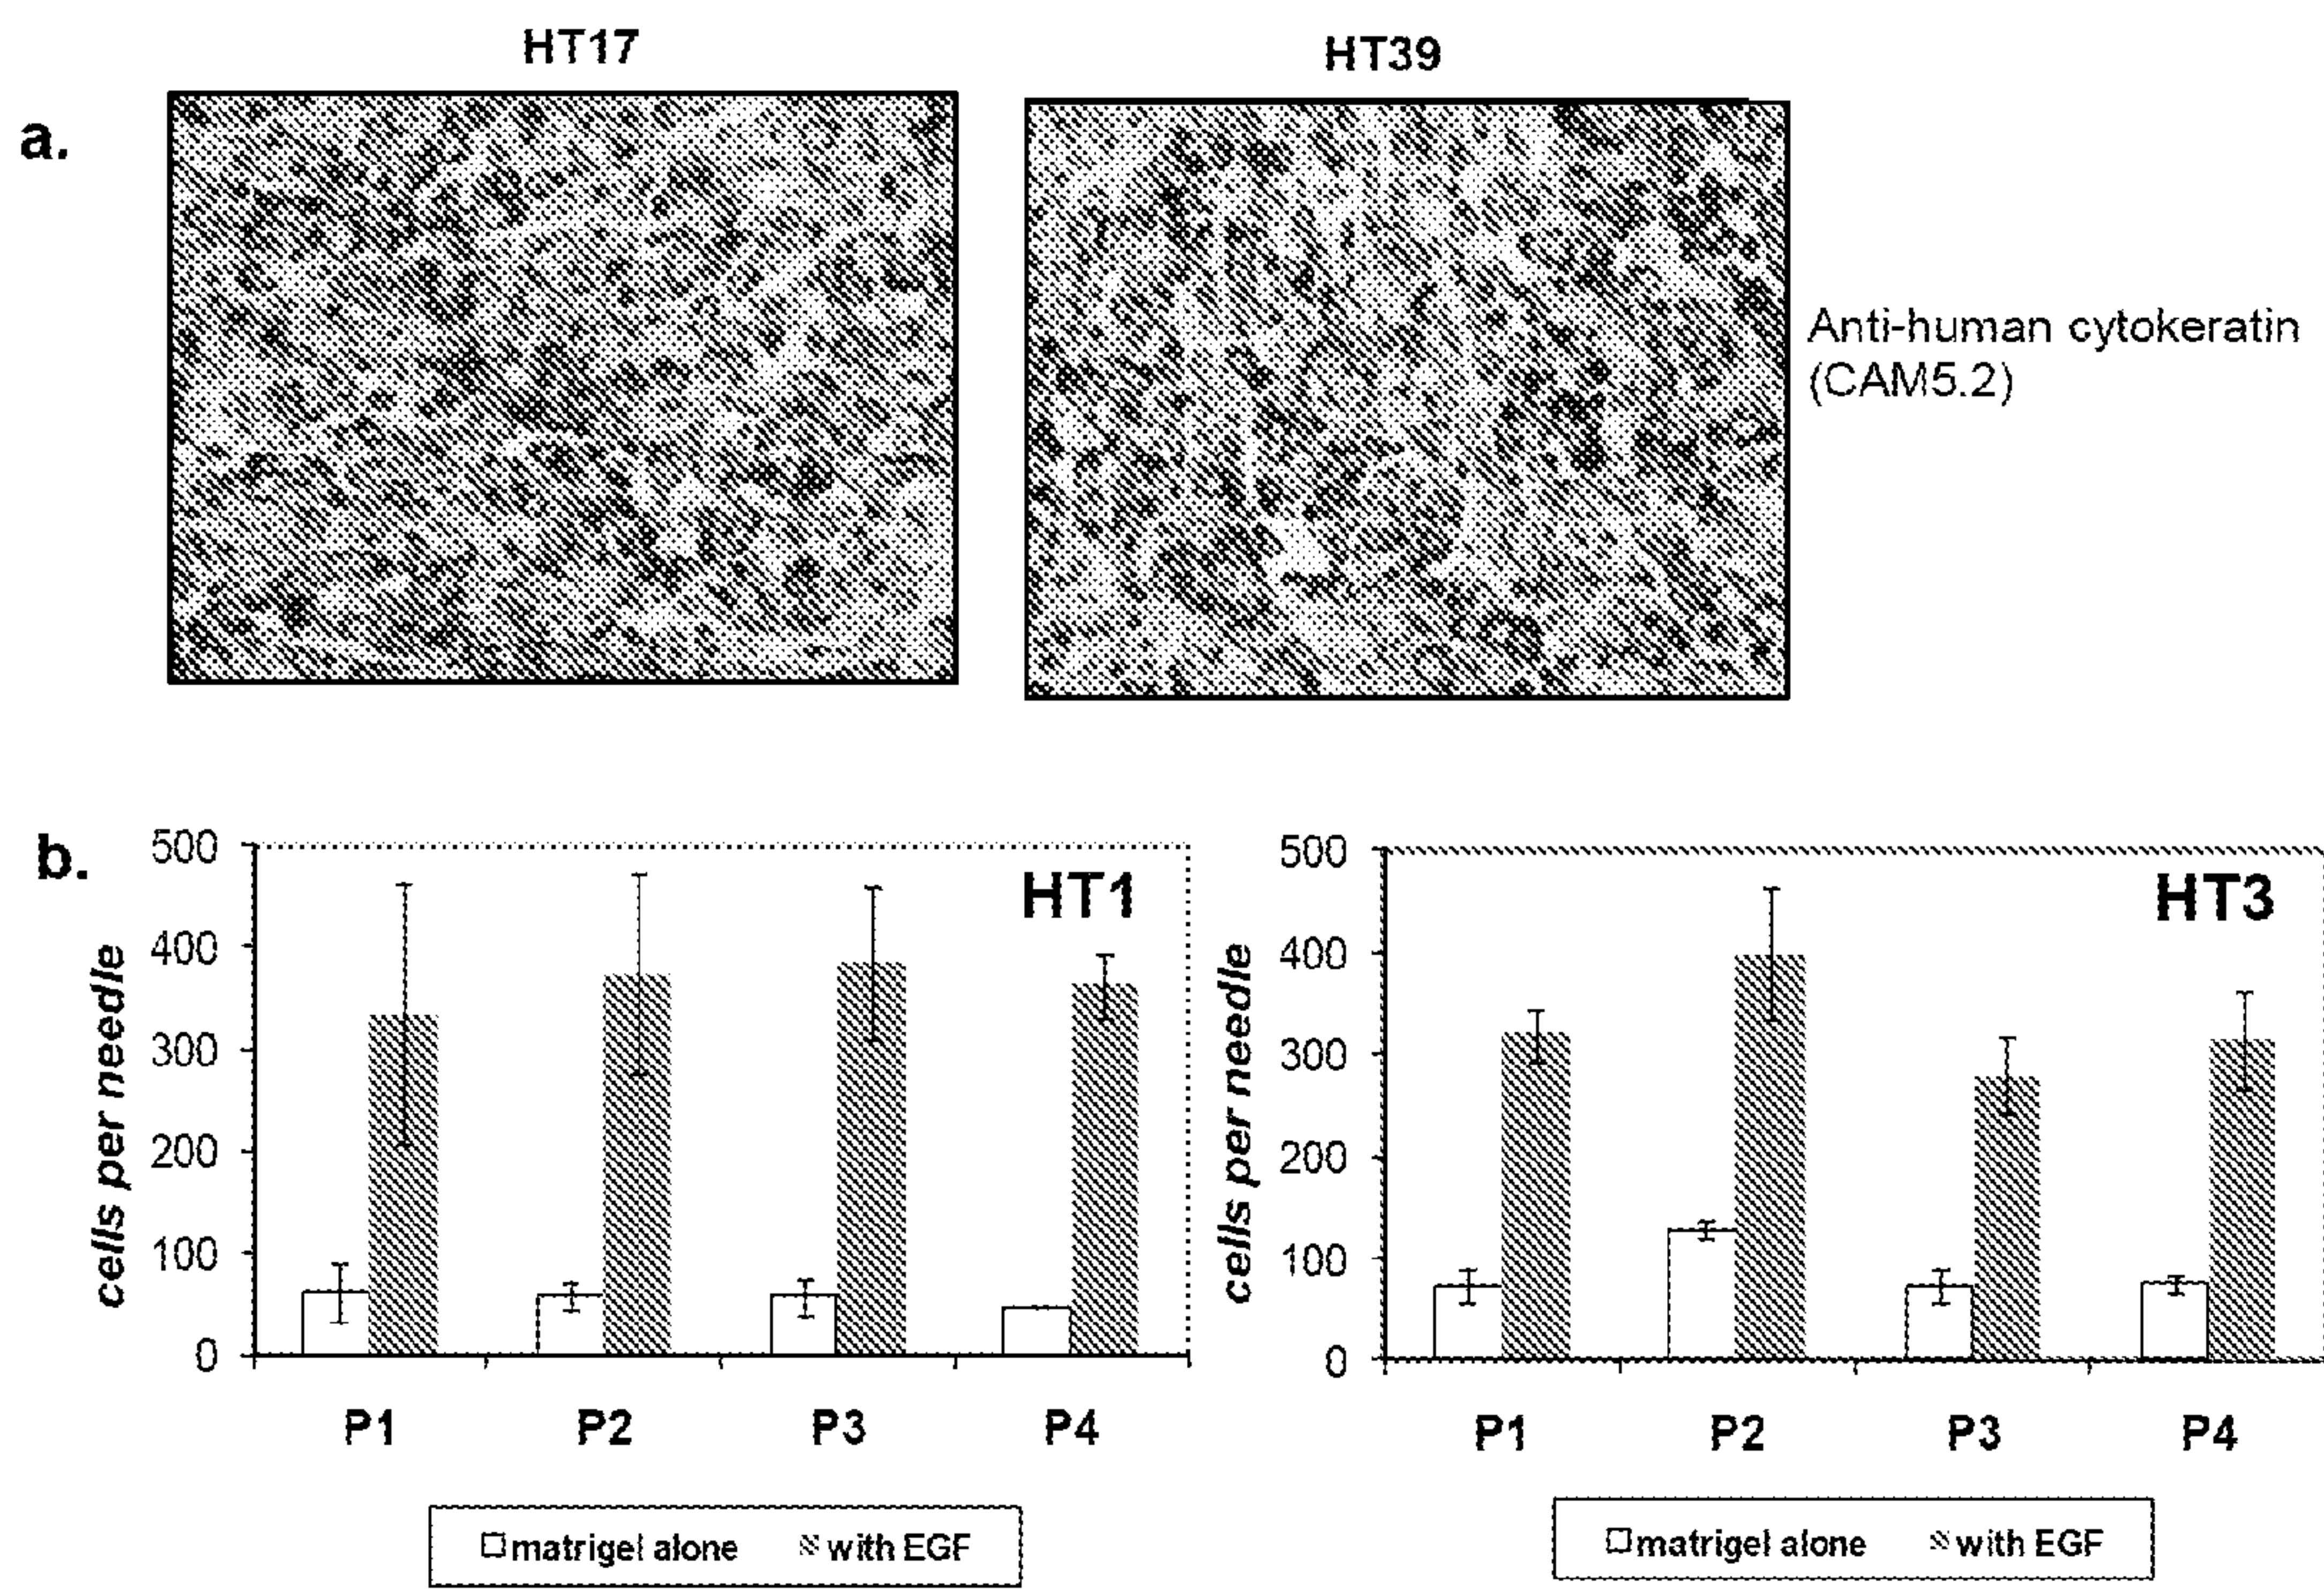 HT17
HT39
a.
Anti-human cytokeratin
(CAM5.2)
b.
500
400
300
200
100
0
cells per needle
HT1
P1 P2 P3 P4
matrigel alone with EGF
500
400
300
200
100
0
cells per needle
HT3
P1 P2 P3 P4
matrigel alone with EGF